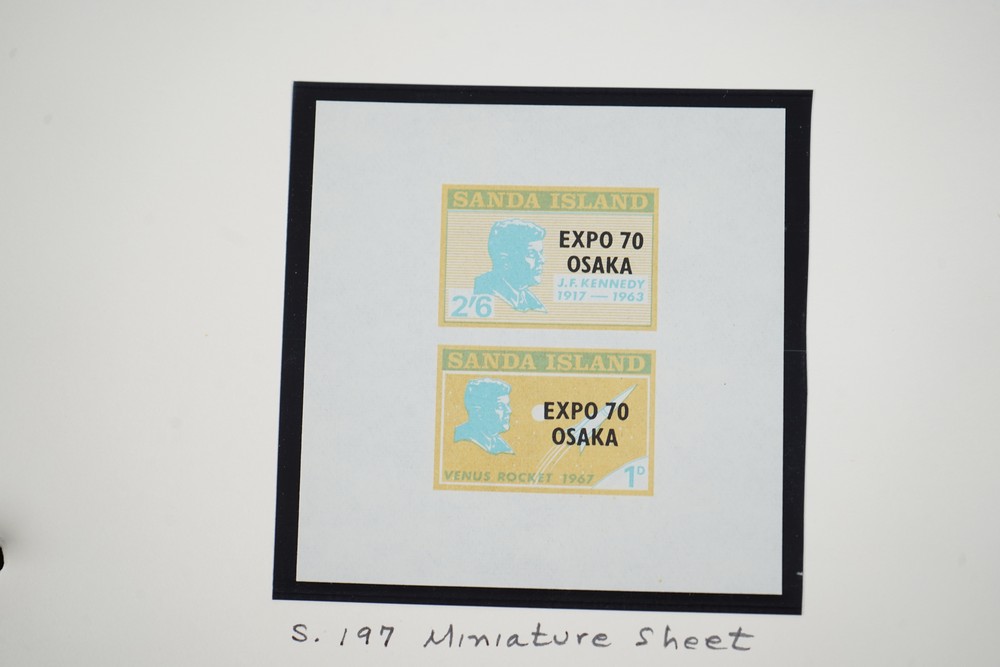 SANDA ISLAND
EXPO 70
OSAKA
J.F. KENNEDY
1917 — 1963
2'6
SANDA ISLAND
EXPO 70
OSAKA
VENUS ROCKET 1967
1D
S. 197 Miniature Sheet